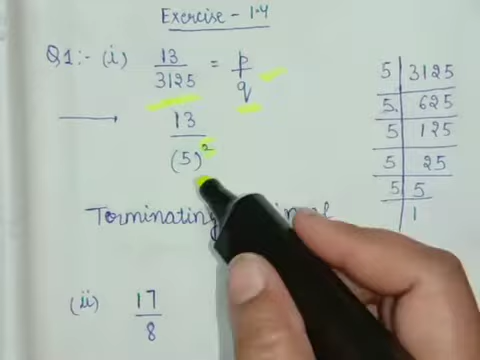 Exercise - 1.4
Q1:- (i) 13/3125 = p/q
13/(5)²
Terminating
(ii) 17/8
5 | 3125
5 | 625
5 | 125
5 | 25
5 | 5
| 1